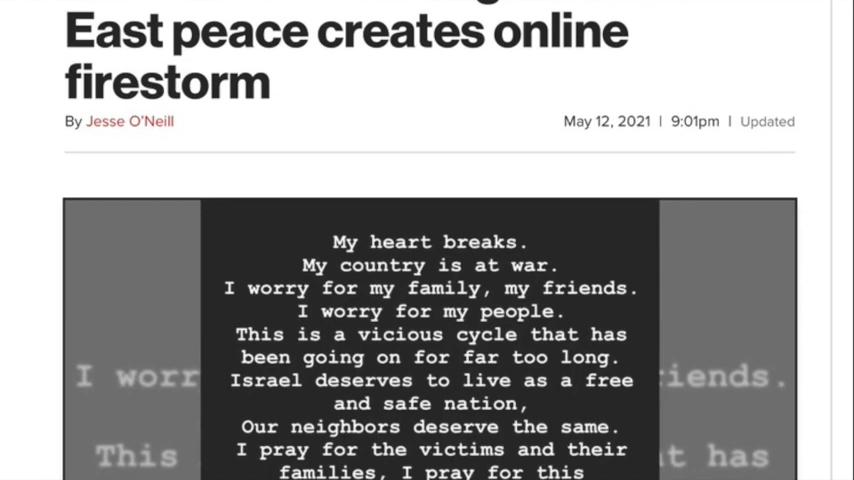 East peace creates online
firestorm
By Jesse O'Neill
May 12, 2021 | 9:01pm | Updated
My heart breaks.
My country is at war.
I worry for my family, my friends.
I worry for my people.
This is a vicious cycle that has
been going on for far too long.
Israel deserves to live as a free
and safe nation,
Our neighbors deserve the same.
I pray for the victims and their
families, I pray for this
I worr
riends.
This
at has